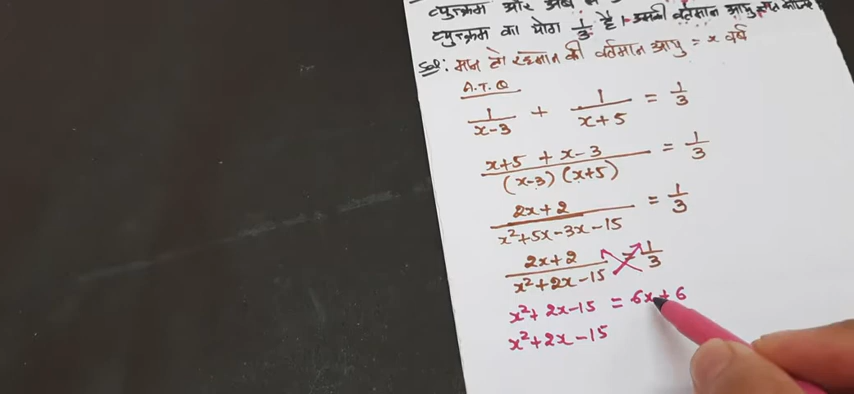 व्युत्क्रम और अब से
व्युत्क्रम का योग 1/3 है। उसकी वर्तमान आयु ज्ञात कीजिए।
Sol: मान लो रहमान की वर्तमान आयु = x वर्ष
A.T.Q
1/(x-3) + 1/(x+5) = 1/3
(x+5 + x-3)/((x-3)(x+5)) = 1/3
(2x+2)/(x²+5x-3x-15) = 1/3
(2x+2)/(x²+2x-15) = 1/3
x²+2x-15 = 6x+6
x²+2x-15